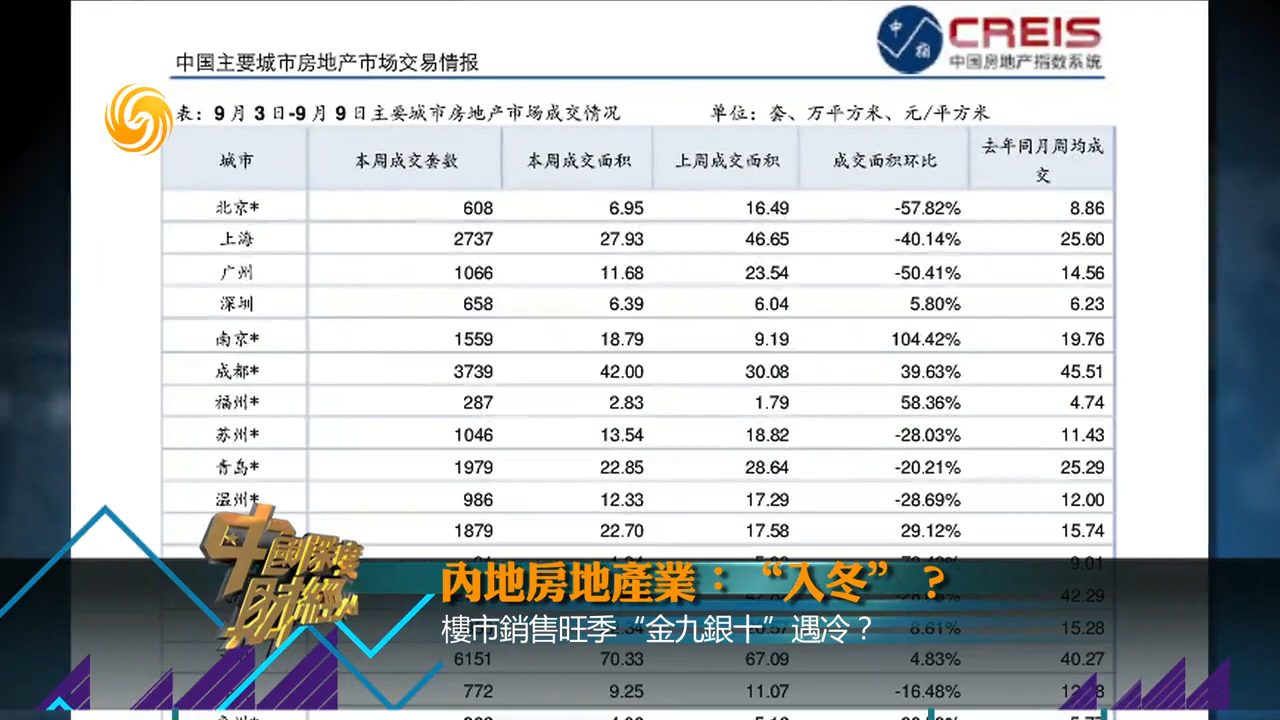 中指
CREIS
中国房地产指数系统
中国主要城市房地产市场交易情报
表：9月3日-9月9日主要城市房地产市场成交情况 单位：套、万平方米、元/平方米
城市 本周成交套数 本周成交面积 上周成交面积 成交面积环比 去年同月周均成交
北京* 608 6.95 16.49 -57.82% 8.86
上海 2737 27.93 46.65 -40.14% 25.60
广州 1066 11.68 23.54 -50.41% 14.56
深圳 658 6.39 6.04 5.80% 6.23
南京* 1559 18.79 9.19 104.42% 19.76
成都* 3739 42.00 30.08 39.63% 45.51
福州* 287 2.83 1.79 58.36% 4.74
苏州* 1046 13.54 18.82 -28.03% 11.43
青岛* 1979 22.85 28.64 -20.21% 25.29
温州* 986 12.33 17.29 -28.69% 12.00
1879 22.70 17.58 29.12% 15.74
9.01
42.29
8.61% 15.28
6151 70.33 67.09 4.83% 40.27
772 9.25 11.07 -16.48%
中國深度財經
內地房地產業：“入冬”？
樓市銷售旺季“金九銀十”遇冷？